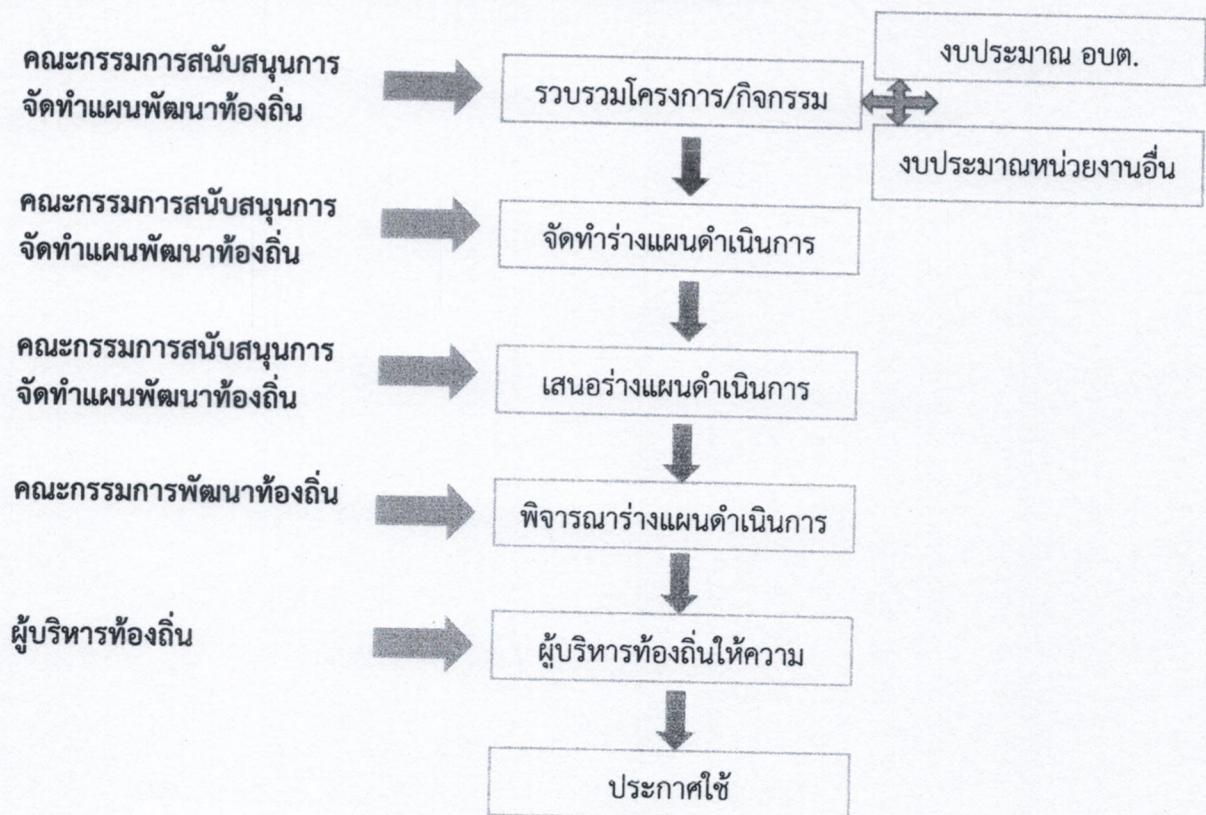 คณะกรรมการสนับสนุนการ
จัดทำแผนพัฒนาท้องถิ่น
รวบรวมโครงการ/กิจกรรม
งบประมาณ อบต.
งบประมาณหน่วยงานอื่น
คณะกรรมการสนับสนุนการ
จัดทำแผนพัฒนาท้องถิ่น
จัดทำร่างแผนดำเนินการ
คณะกรรมการสนับสนุนการ
จัดทำแผนพัฒนาท้องถิ่น
เสนอร่างแผนดำเนินการ
คณะกรรมการพัฒนาท้องถิ่น
พิจารณาร่างแผนดำเนินการ
ผู้บริหารท้องถิ่น
ผู้บริหารท้องถิ่นให้ความ
ประกาศใช้